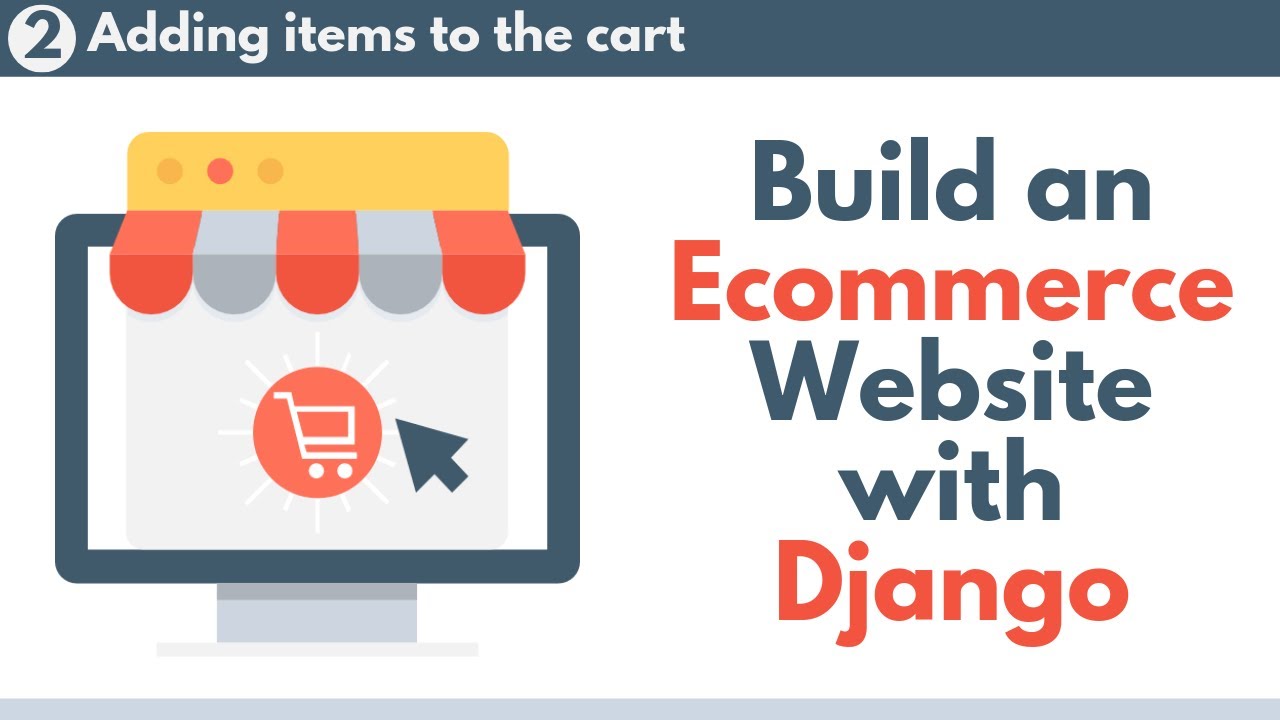 2 Adding items to the cart
Build an
Ecommerce
Website
with
Django